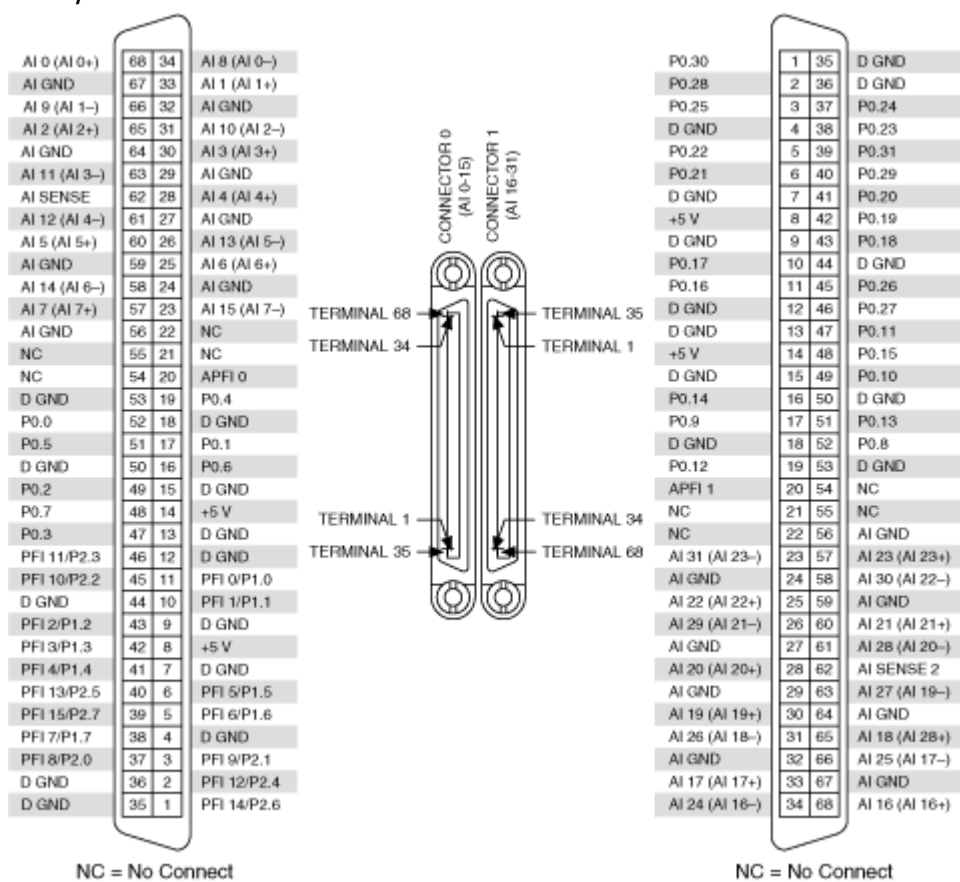 AI 0 (AI 0+) 68 34 AI 8 (AI 0–)
AI GND 67 33 AI 1 (AI 1+)
AI 9 (AI 1–) 66 32 AI GND
AI 2 (AI 2+) 65 31 AI 10 (AI 2–)
AI GND 64 30 AI 3 (AI 3+)
AI 11 (AI 3–) 63 29 AI GND
AI SENSE 62 28 AI 4 (AI 4+)
AI 12 (AI 4–) 61 27 AI GND
AI 5 (AI 5+) 60 26 AI 13 (AI 5–)
AI GND 59 25 AI 6 (AI 6+)
AI 14 (AI 6–) 58 24 AI GND
AI 7 (AI 7+) 57 23 AI 15 (AI 7–)
AI GND 56 22 NC
NC 55 21 NC
NC 54 20 APFI 0
D GND 53 19 P0.4
P0.0 52 18 D GND
P0.5 51 17 P0.1
D GND 50 16 P0.6
P0.2 49 15 D GND
P0.7 48 14 +5 V
P0.3 47 13 D GND
PFI 11/P2.3 46 12 D GND
PFI 10/P2.2 45 11 PFI 0/P1.0
D GND 44 10 PFI 1/P1.1
PFI 2/P1.2 43 9 D GND
PFI 3/P1.3 42 8 +5 V
PFI 4/P1.4 41 7 D GND
PFI 13/P2.5 40 6 PFI 5/P1.5
PFI 15/P2.7 39 5 PFI 6/P1.6
PFI 7/P1.7 38 4 D GND
PFI 8/P2.0 37 3 PFI 9/P2.1
D GND 36 2 PFI 12/P2.4
D GND 35 1 PFI 14/P2.6
NC = No Connect
CONNECTOR 0
(AI 0-15)
CONNECTOR 1
(AI 16-31)
TERMINAL 68
TERMINAL 35
TERMINAL 34
TERMINAL 1
TERMINAL 1
TERMINAL 34
TERMINAL 35
TERMINAL 68
P0.30 1 35 D GND
P0.28 2 36 D GND
P0.25 3 37 P0.24
D GND 4 38 P0.23
P0.22 5 39 P0.31
P0.21 6 40 P0.29
D GND 7 41 P0.20
+5 V 8 42 P0.19
D GND 9 43 P0.18
P0.17 10 44 D GND
P0.16 11 45 P0.26
D GND 12 46 P0.27
D GND 13 47 P0.11
+5 V 14 48 P0.15
D GND 15 49 P0.10
P0.14 16 50 D GND
P0.9 17 51 P0.13
D GND 18 52 P0.8
P0.12 19 53 D GND
APFI 1 20 54 NC
NC 21 55 NC
NC 22 56 AI GND
AI 31 (AI 23–) 23 57 AI 23 (AI 23+)
AI GND 24 58 AI 30 (AI 22–)
AI 22 (AI 22+) 25 59 AI GND
AI 29 (AI 21–) 26 60 AI 21 (AI 21+)
AI GND 27 61 AI 28 (AI 20–)
AI 20 (AI 20+) 28 62 AI SENSE 2
AI GND 29 63 AI 27 (AI 19–)
AI 19 (AI 19+) 30 64 AI GND
AI 26 (AI 18–) 31 65 AI 18 (AI 28+)
AI GND 32 66 AI 25 (AI 17–)
AI 17 (AI 17+) 33 67 AI GND
AI 24 (AI 16–) 34 68 AI 16 (AI 16+)
NC = No Connect